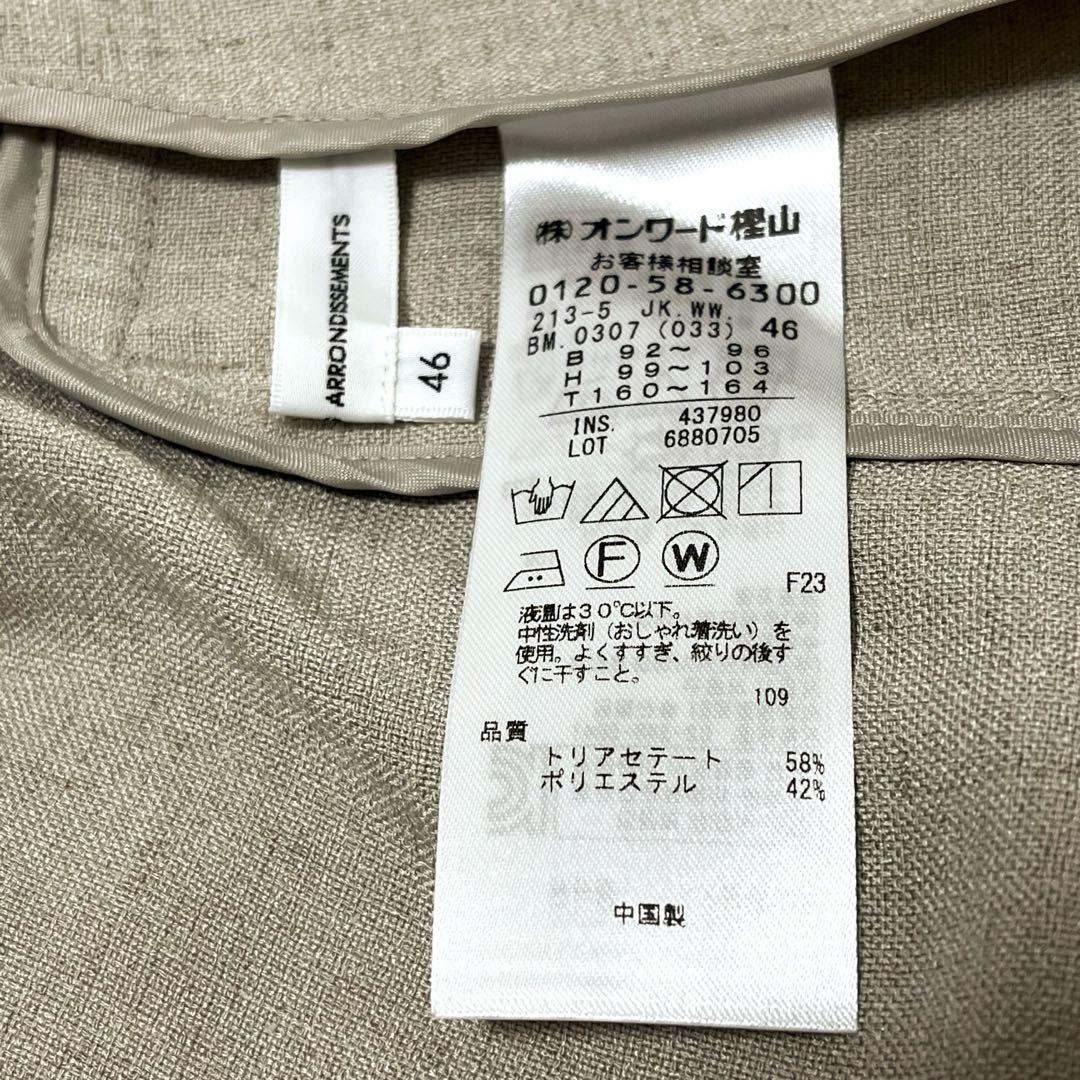 ARRONDISSEMENTS
46
(株)オンワード樫山
お客様相談室
0120-58-6300
213-5 JK.WW.
BM.0307 (033) 46
B 92〜 96
H 99〜103
T160〜164
INS. 437980
LOT 6880705
F
W
F23
液温は30℃以下。
中性洗剤(おしゃれ着洗い)を
使用。よくすすぎ、絞りの後す
ぐに干すこと。
109
品質
トリアセテート 58%
ポリエステル 42%
中国製